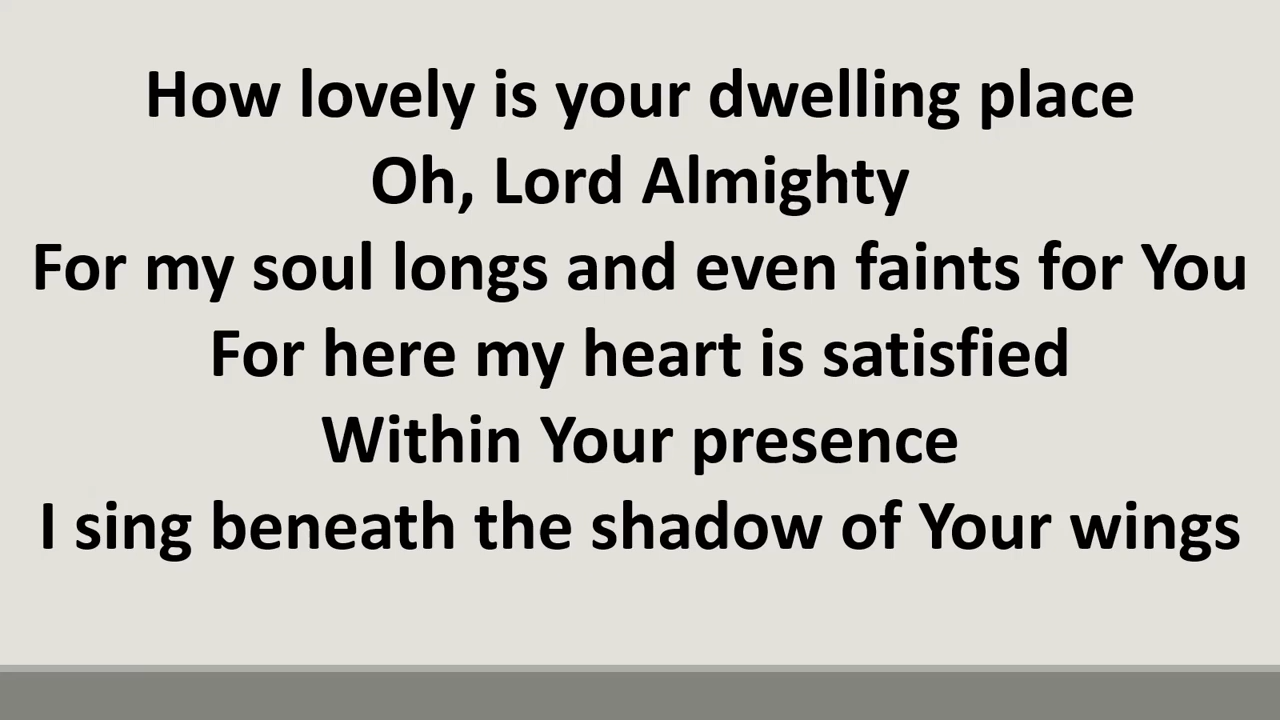 How lovely is your dwelling place
Oh, Lord Almighty
For my soul longs and even faints for You
For here my heart is satisfied
Within Your presence
I sing beneath the shadow of Your wings